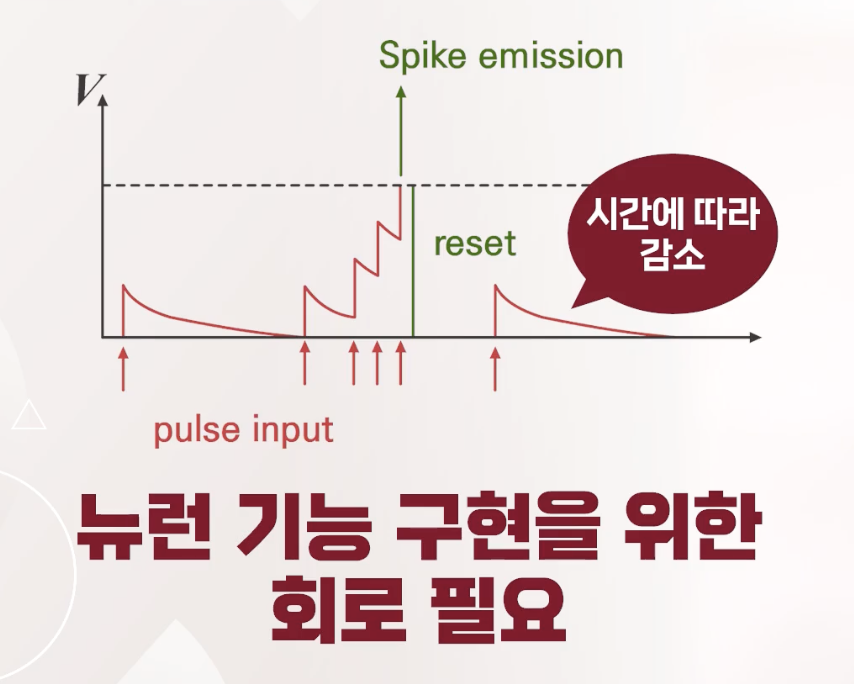 Spike emission
V
시간에 따라
감소
reset
pulse input
뉴런 기능 구현을 위한
회로 필요